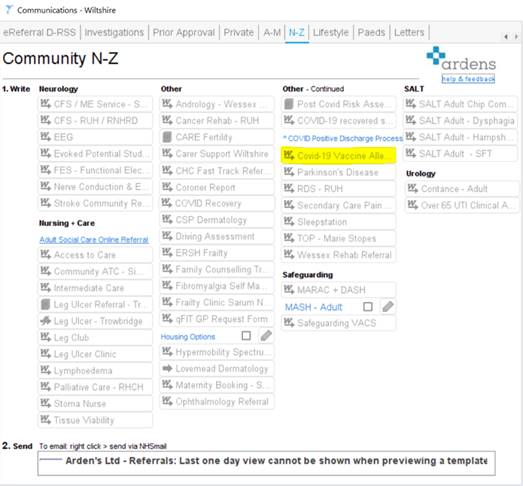 Communications - Wiltshire
eReferral D-RSS | Investigations | Prior Approval | Private | A-M | N-Z | Lifestyle | Paeds | Letters
Community N-Z
ardens
help & feedback
1. Write
Neurology
CFS / ME Service - S...
CFS - RUH / RNHRD
EEG
Evoked Potential Stud...
FES - Functional Elec...
Nerve Conduction & E...
Stroke Community Re...
Nursing + Care
Adult Social Care Online Referral
Access to Care
Community ATC - Si...
Intermediate Care
Leg Ulcer Referral - Tr...
Leg Ulcer - Trowbridge
Leg Club
Leg Ulcer Clinic
Lymphoedema
Palliative Care - RHCH
Stoma Nurse
Tissue Viability
Other
Andrology - Wessex ...
Cancer Rehab - RUH
CARE Fertility
Carer Support Wiltshire
CHC Fast Track Refer...
Coroner Report
COVID Recovery
CSP Dermatology
Driving Assessment
ERSH Frailty
Family Counselling Tr...
Fibromyalgia Self Ma...
Frailty Clinic Sarum N...
qFIT GP Request Form
Housing Options
Hypermobility Spectru...
Lovemead Dermatology
Maternity Booking - S...
Ophthalmology Referral
Other - Continued
Post Covid Risk Asse...
COVID-19 recovered s...
* COVID Positive Discharge Process
Covid-19 Vaccine Alle...
Parkinson's Disease
RDS - RUH
Secondary Care Pain ...
Sleepstation
TOP - Marie Stopes
Wessex Rehab Referral
Safeguarding
MARAC + DASH
MASH - Adult
Safeguarding VACS
SALT
SALT Adult Chip Com...
SALT Adult - Dysphagia
SALT Adult - Hampsh...
SALT Adult - SFT
Urology
Contance - Adult
Over 65 UTI Clinical A...
2. Send To email: right click > send via NHSmail
Arden's Ltd - Referrals: Last one day view cannot be shown when previewing a template